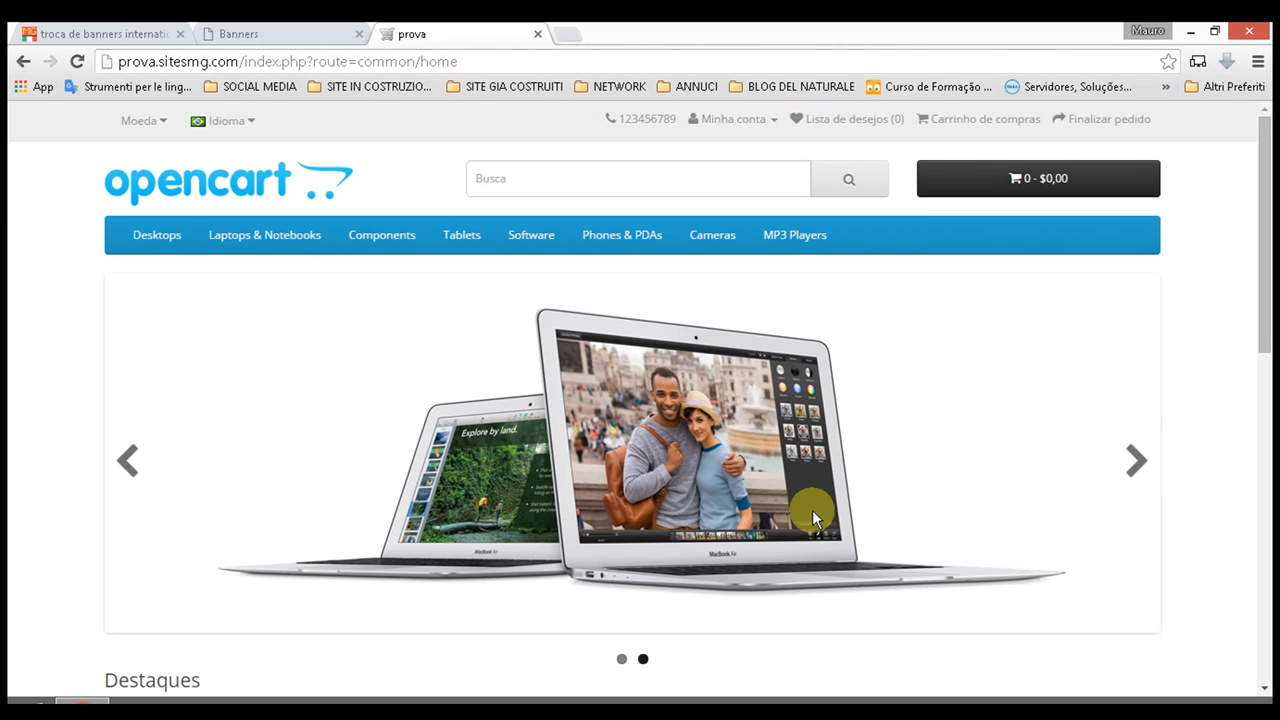 troca de banners internatio
Banners
prova
Mauro
prova.sitesmg.com/index.php?route=common/home
App
Strumenti per le ling...
SOCIAL MEDIA
SITE IN COSTRUZIO...
SITE GIA COSTRUITI
NETWORK
ANNUCI
BLOG DEL NATURALE
Curso de Formação ...
Servidores, Soluções...
»
Altri Preferiti
Moeda
Idioma
123456789
Minha conta
Lista de desejos (0)
Carrinho de compras
Finalizar pedido
opencart
Busca
0 - $0,00
Desktops
Laptops & Notebooks
Components
Tablets
Software
Phones & PDAs
Cameras
MP3 Players
Explore by land.
MacBook Air
MacBook Air
Destaques